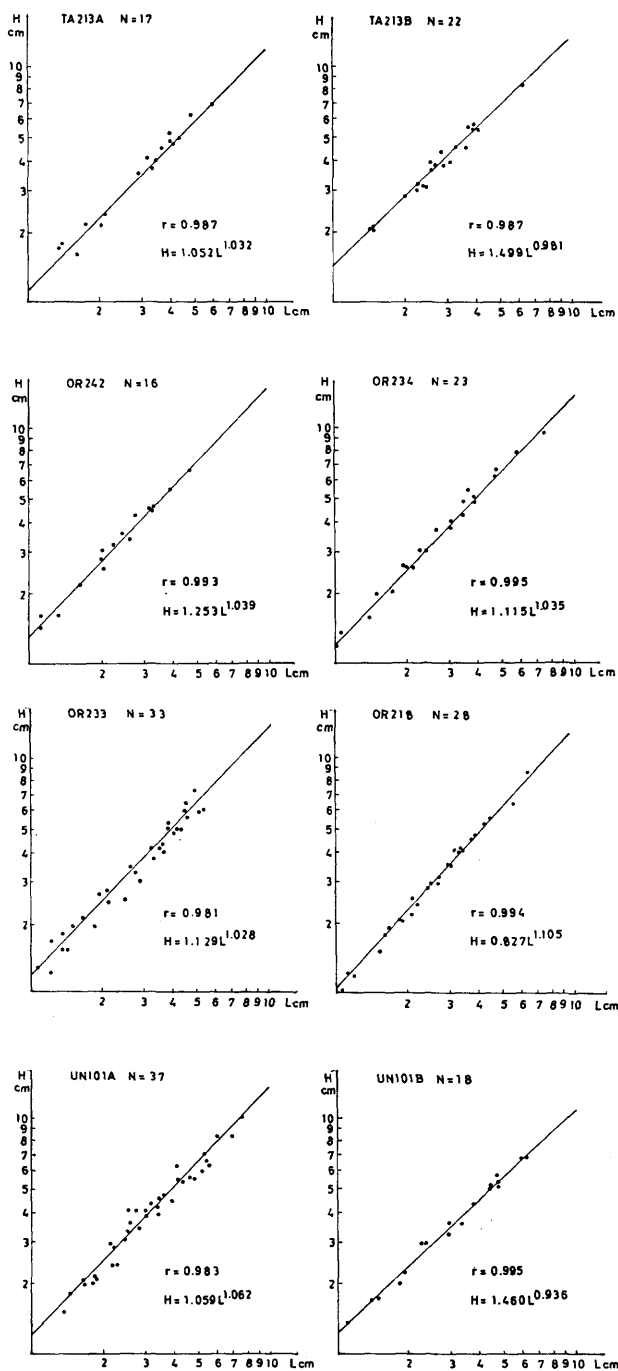 TA213A N=17
H
cm
10
9
8
7
6
5
4
3
2
r=0.987
H=1.052L^1.032
2 3 4 5 6 7 8 9 10 Lcm
TA213B N=22
H
cm
10
9
8
7
6
5
4
3
2
r=0.987
H=1.499L^0.981
2 3 4 5 6 7 8 9 10 Lcm
OR242 N=16
H
cm
10
9
8
7
6
5
4
3
2
r=0.993
H=1.253L^1.039
2 3 4 5 6 7 8 9 10 Lcm
OR234 N=23
H
cm
10
9
8
7
6
5
4
3
2
r=0.995
H=1.115L^1.035
2 3 4 5 6 7 8 9 10 Lcm
OR233 N=33
H
cm
10
9
8
7
6
5
4
3
2
r=0.981
H=1.129L^1.028
2 3 4 5 6 7 8 9 10 Lcm
OR218 N=28
H
cm
10
9
8
7
6
5
4
3
2
r=0.994
H=0.827L^1.105
2 3 4 5 6 7 8 9 10 Lcm
UN101A N=37
H
cm
10
9
8
7
6
5
4
3
2
r=0.983
H=1.059L^1.062
2 3 4 5 6 7 8 9 10 Lcm
UN101B N=18
H
cm
10
9
8
7
6
5
4
3
2
r=0.995
H=1.460L^0.936
2 3 4 5 6 7 8 9 10 Lcm